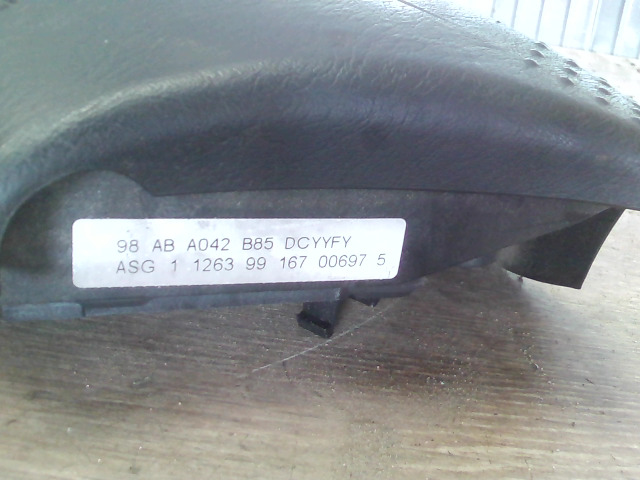 98 AB A042 B85 DCYYFY
ASG 1 1263 99 167 00697 5